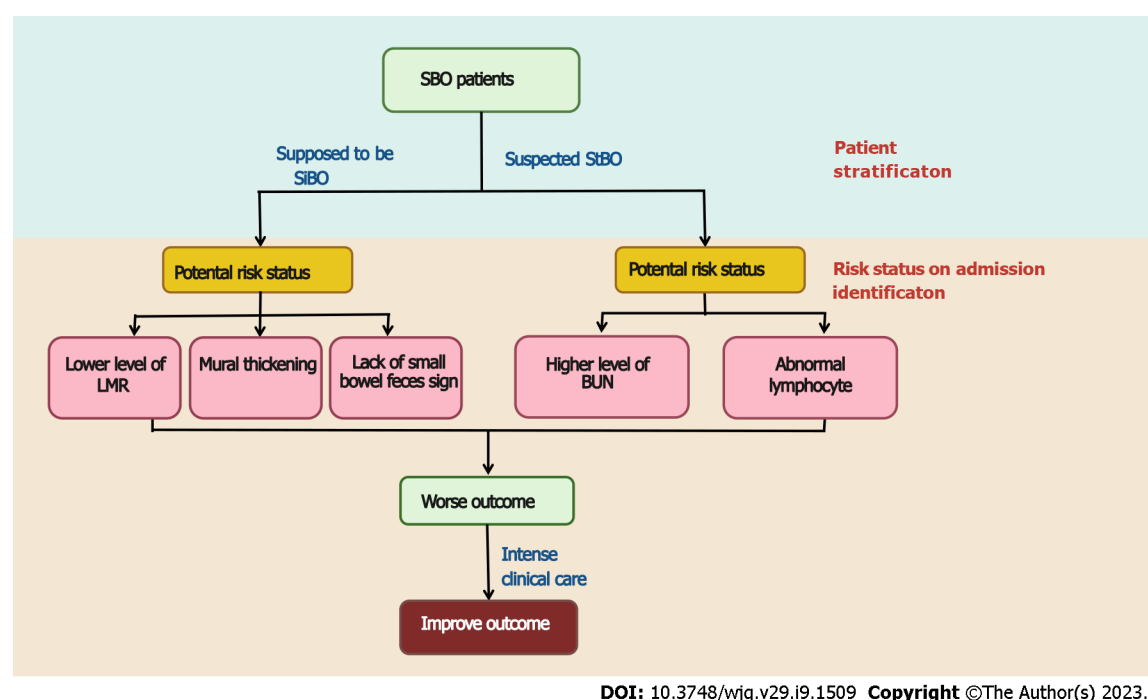 SBO patients
Supposed to be
SiBO
Suspected StBO
Patient
stratificaton
Potental risk status
Potential risk status
Risk status on admission
identificaton
Lower level of
LMR
Mural thickening
Lack of small
bowel feces sign
Higher level of
BUN
Abnormal
lymphocyte
Worse outcome
Intense
clinical care
Improve outcome
DOI: 10.3748/wjg.v29.i9.1509 Copyright ©The Author(s) 2023.